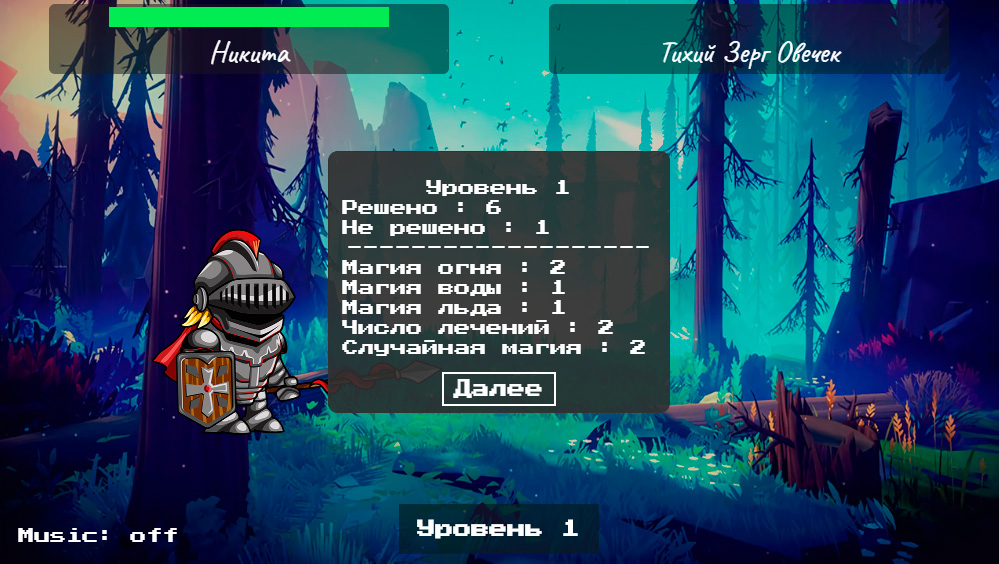 Никита
Тихий Зерг Овечек
Уровень 1
Решено : 6
Не решено : 1
-------------------
Магия огня : 2
Магия воды : 1
Магия льда : 1
Число лечений : 2
Случайная магия : 2
Далее
Уровень 1
Music: off